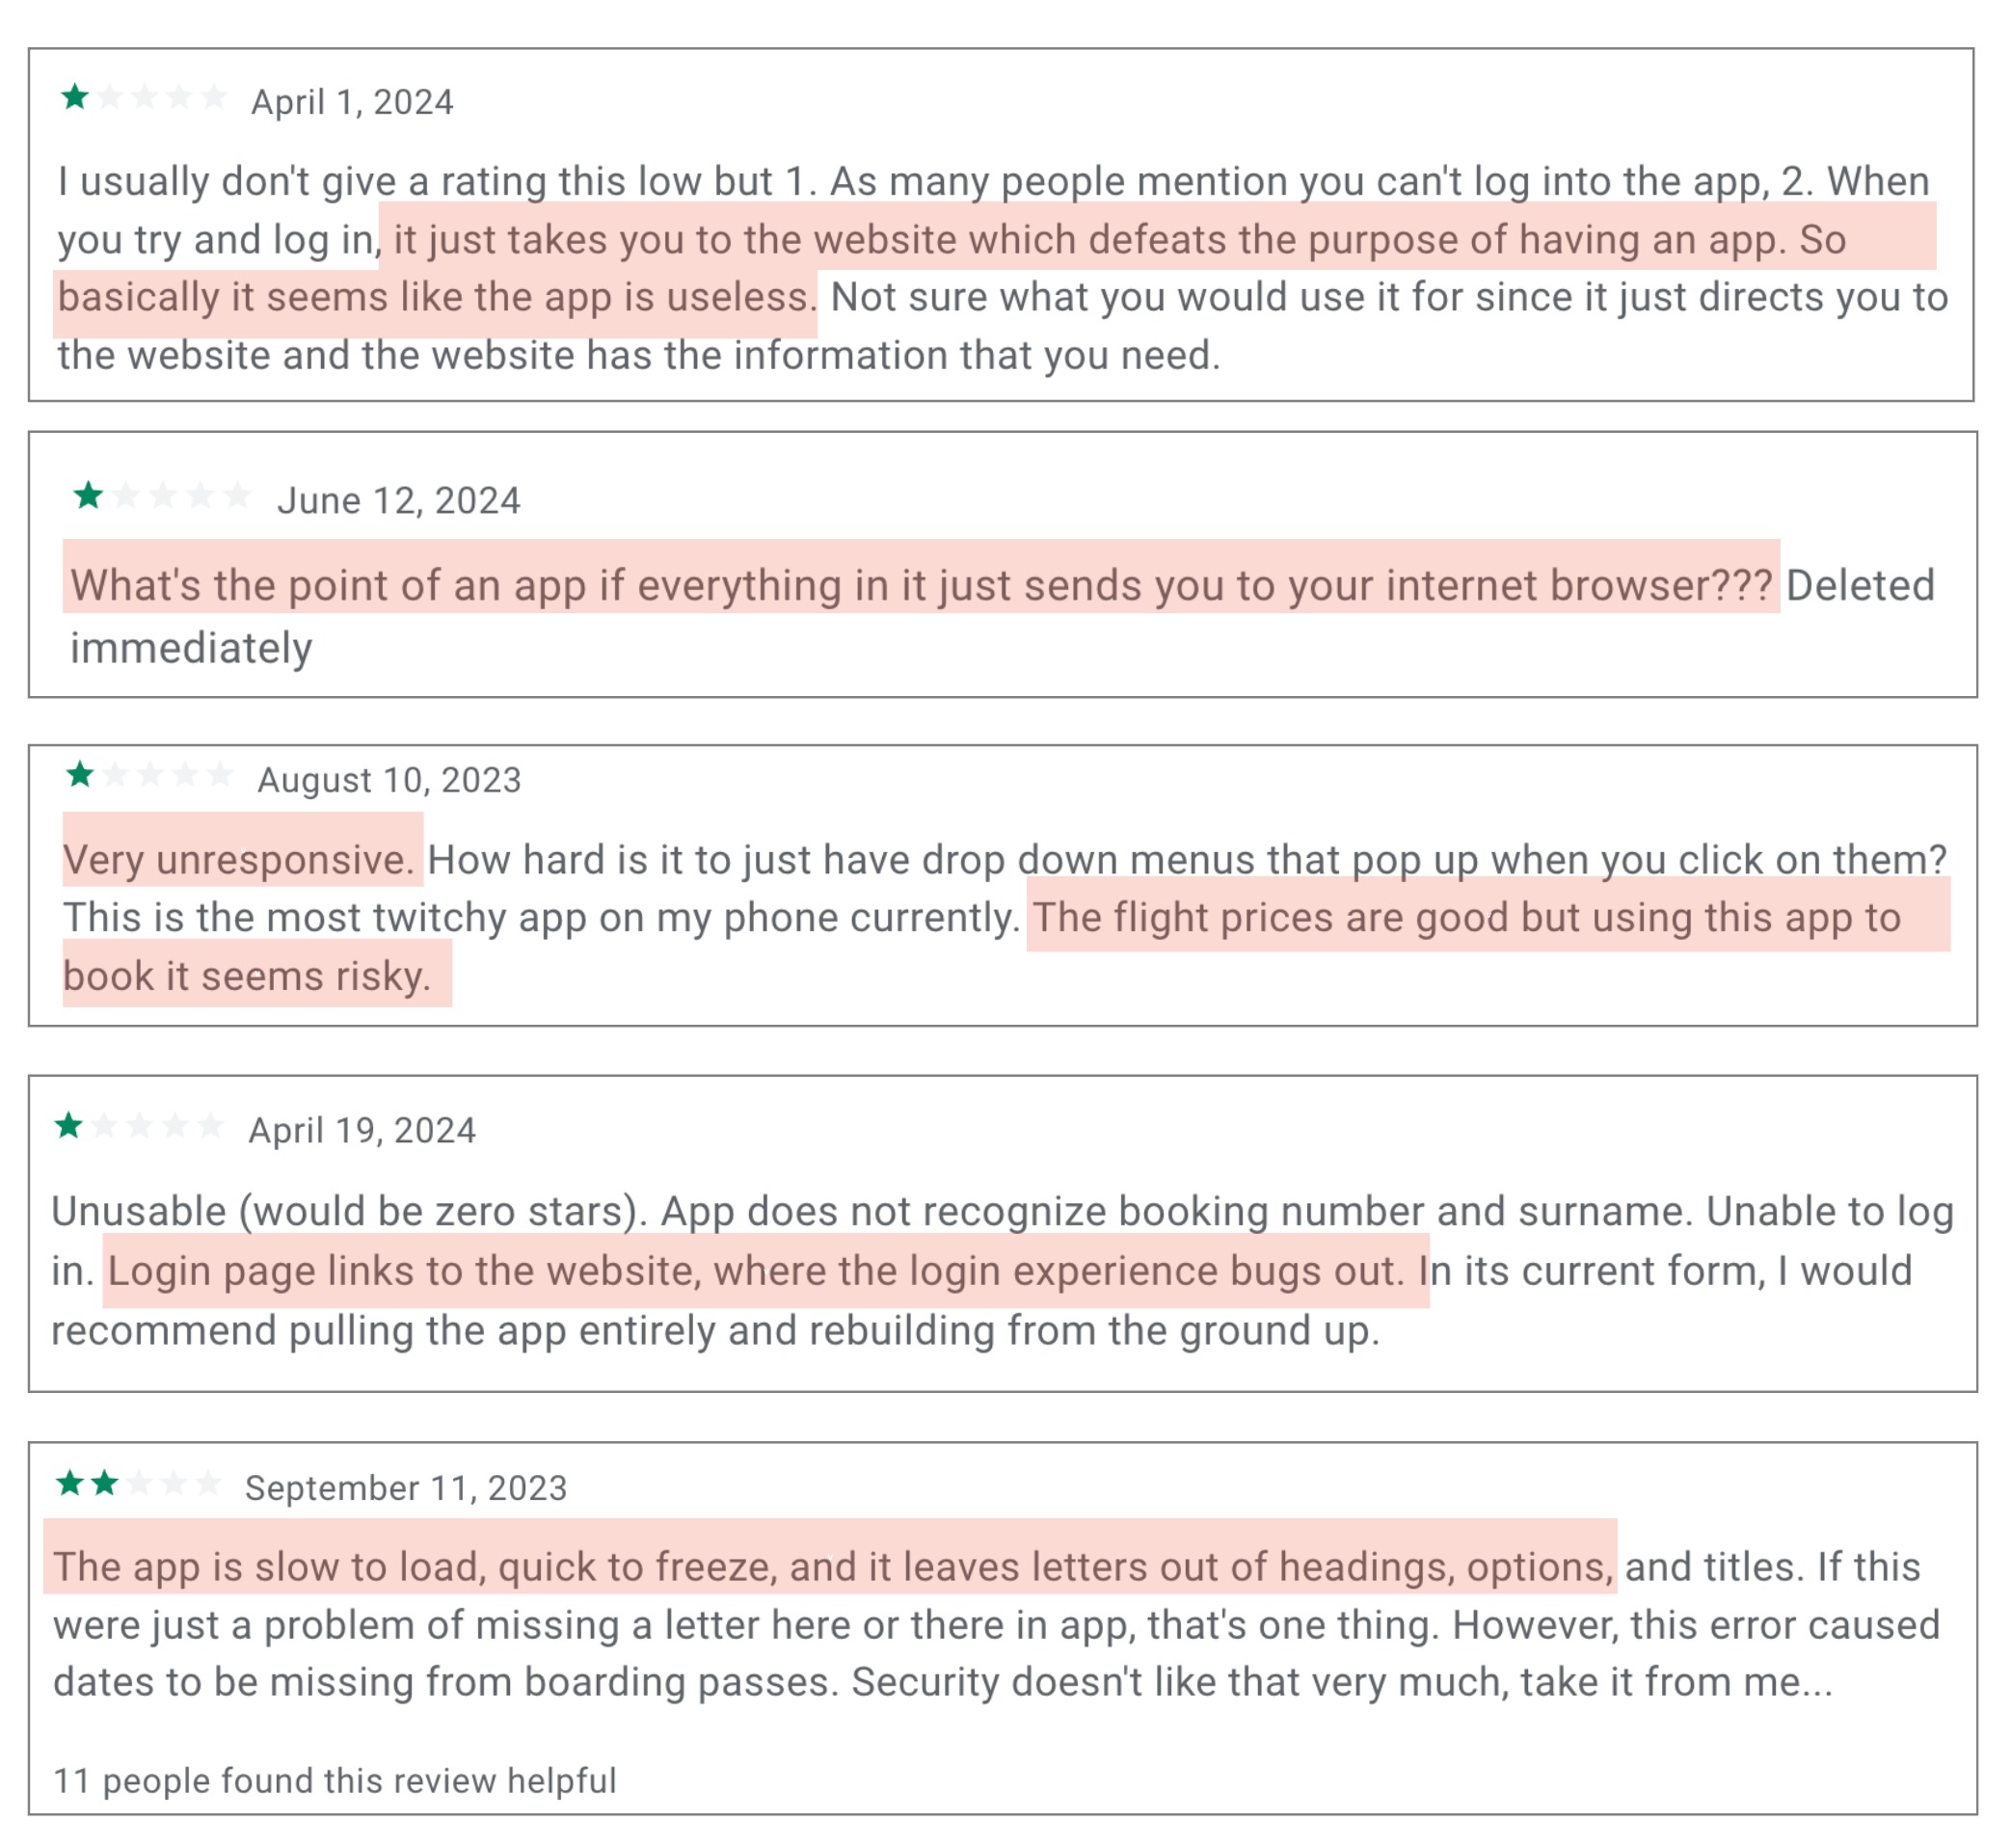 April 1, 2024
I usually don't give a rating this low but 1. As many people mention you can't log into the app, 2. When
you try and log in, it just takes you to the website which defeats the purpose of having an app. So
basically it seems like the app is useless. Not sure what you would use it for since it just directs you to
the website and the website has the information that you need.
June 12, 2024
What's the point of an app if everything in it just sends you to your internet browser??? Deleted
immediately
August 10, 2023
Very unresponsive. How hard is it to just have drop down menus that pop up when you click on them?
This is the most twitchy app on my phone currently. The flight prices are good but using this app to
book it seems risky.
April 19, 2024
Unusable (would be zero stars). App does not recognize booking number and surname. Unable to log
in. Login page links to the website, where the login experience bugs out. In its current form, I would
recommend pulling the app entirely and rebuilding from the ground up.
September 11, 2023
The app is slow to load, quick to freeze, and it leaves letters out of headings, options, and titles. If this
were just a problem of missing a letter here or there in app, that's one thing. However, this error caused
dates to be missing from boarding passes. Security doesn't like that very much, take it from me...
11 people found this review helpful